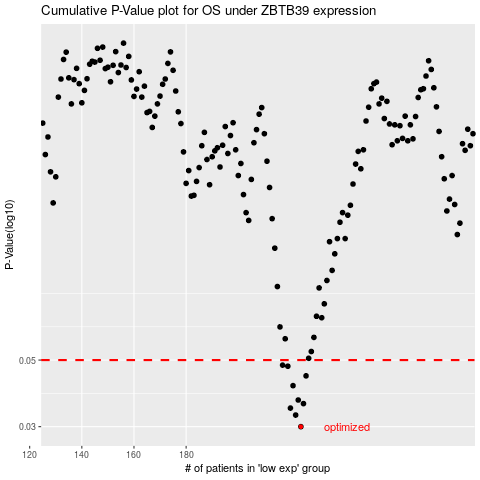 Cumulative P-Value plot for OS under ZBTB39 expression
P-Value(log10)
0.05
0.03
optimized
120 140 160 180
# of patients in 'low exp' group